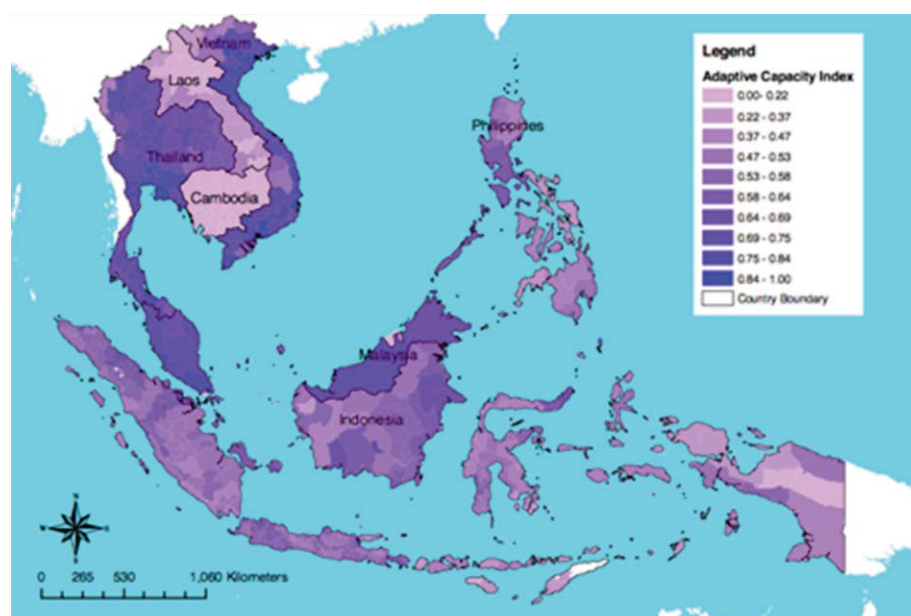 Vietnam
Laos
Thailand
Cambodia
Philippines
Malaysia
Indonesia
Legend
Adaptive Capacity Index
0.00- 0.22
0.22 - 0.37
0.37 - 0.47
0.47 - 0.53
0.53 - 0.58
0.58 - 0.64
0.64 - 0.69
0.69 - 0.75
0.75 - 0.84
0.84 - 1.00
Country Boundary
N
W E
S
0 265 530 1,060 Kilometers